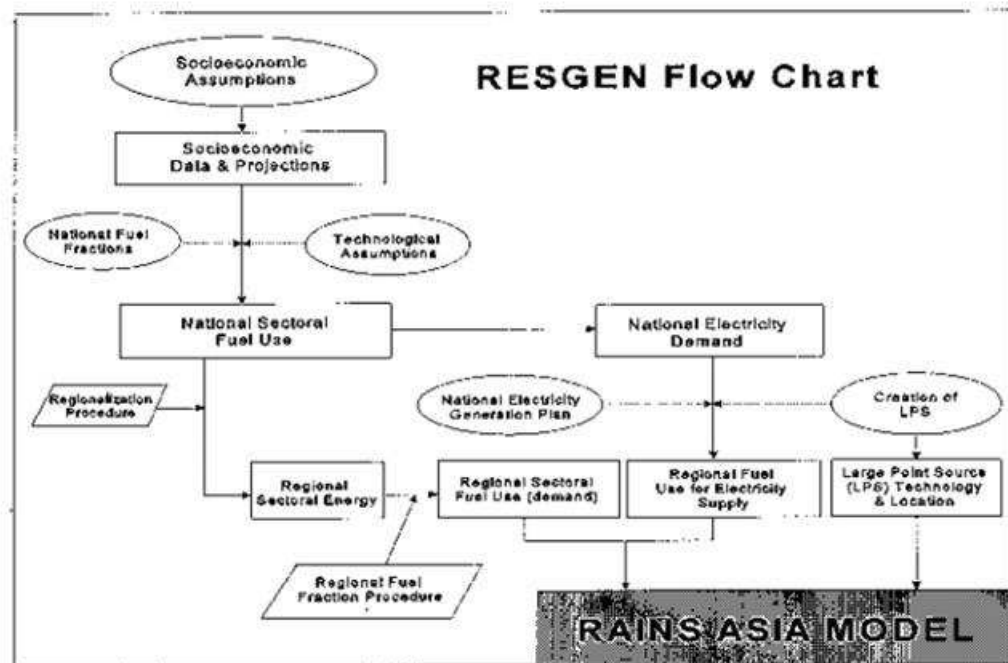 Socioeconomic
Assumptions
RESGEN Flow Chart
Socioeconomic
Data & Projections
National Fuel
Fractions
Technological
Assumptions
National Sectoral
Fuel Use
National Electricity
Demand
Regionalization
Procedure
National Electricity
Generation Plan
Creation of
LPS
Regional
Sectoral Energy
Regional Sectoral
Fuel Use (demand)
Regional Fuel
Use for Electricity
Supply
Large Point Source
(LPS) Technology
& Location
Regional Fuel
Fraction Procedure
RAINS ASIA MODEL